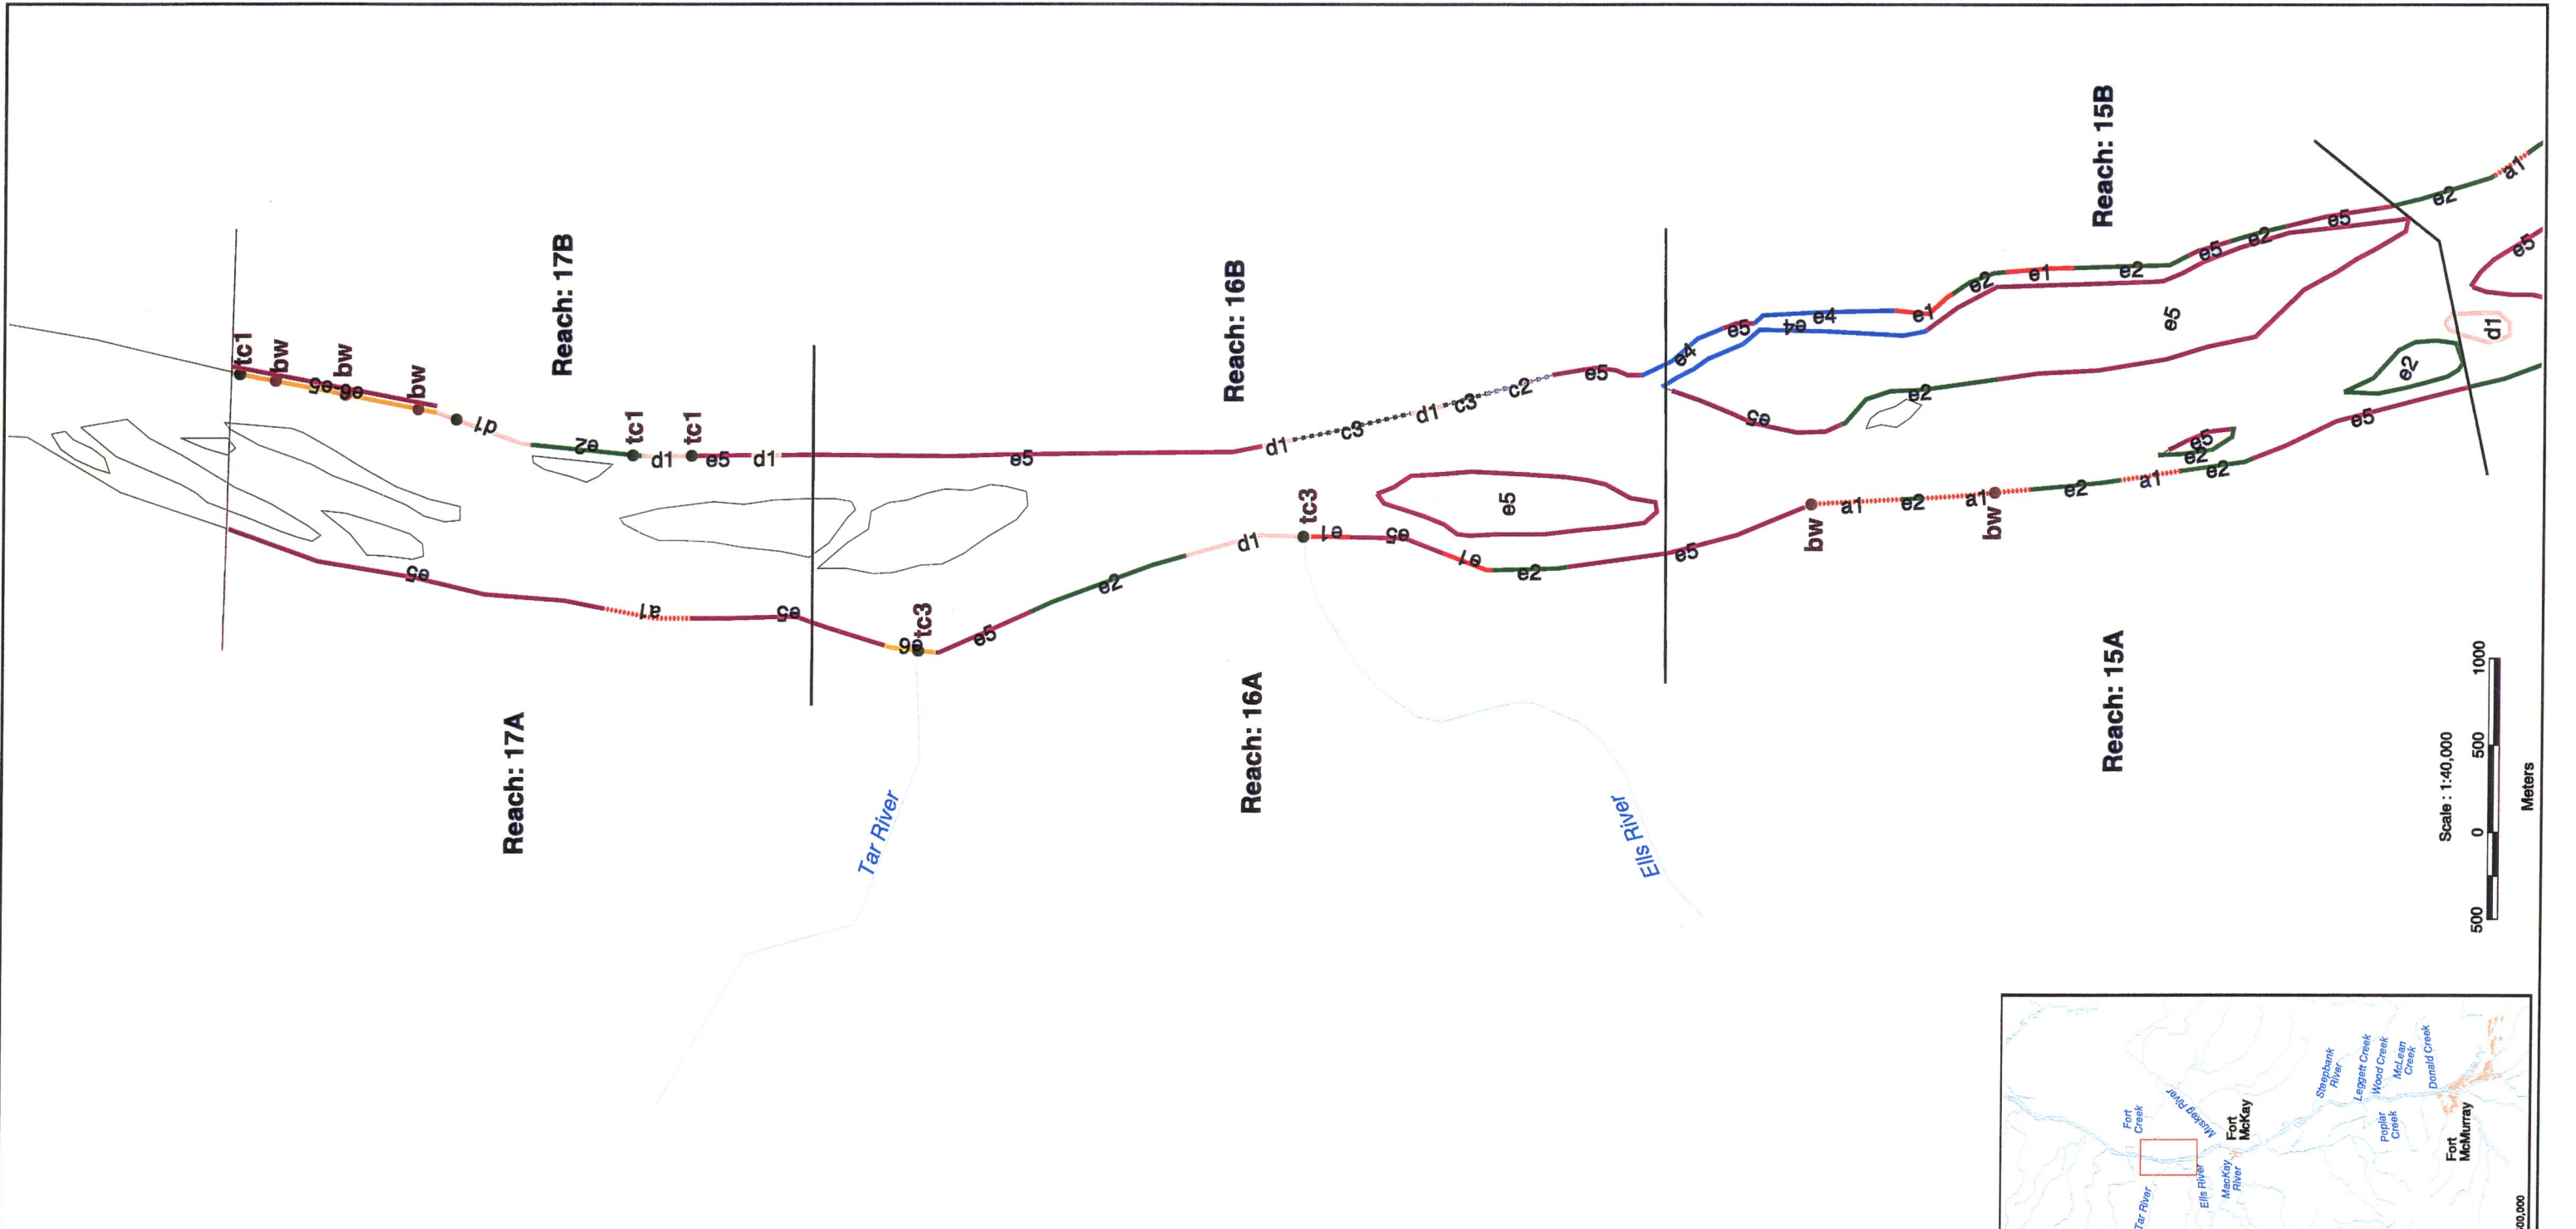 Reach: 17B
tc1
bw
bw
bw
e5
e6
d1
e2
tc1
d1
tc1
e5
d1
Reach: 17A
e5
a1
e5
Reach: 16B
e5
d1
c3
d1
c3
c2
e5
Reach: 16A
e6
tc3
e5
e2
d1
tc3
e1
e5
e1
e2
e5
Tar River
Ells River
Reach: 15B
e4
e5
e4
e4
e1
e2
e1
e2
e5
e2
e5
e2
a1
e5
d1
e5
e5
e2
e2
Reach: 15A
e5
bw
a1
e2
a1
bw
e2
a1
e2
e5
e2
e5
Scale : 1:40,000
500
0
500
1000
Meters
Fort
Creek
Muskeg River
Fort
McKay
Steepbank
River
Leggett Creek
Wood Creek
McLean
Creek
Donald Creek
Poplar
Creek
Fort
McMurray
MacKay
River
Ells River
Tar River
00,000